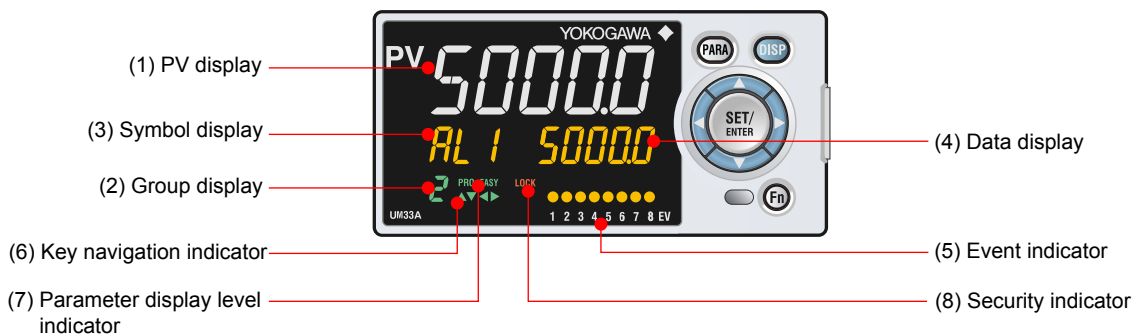 YOKOGAWA
PV 5000.0
PARA
DISP
(1) PV display
SET/
ENTER
(3) Symbol display
AL1 5000.0
(4) Data display
(2) Group display
2 PRO EASY LOCK
UM33A
1 2 3 4 5 6 7 8 EV
Fn
(6) Key navigation indicator
(5) Event indicator
(7) Parameter display level
indicator
(8) Security indicator